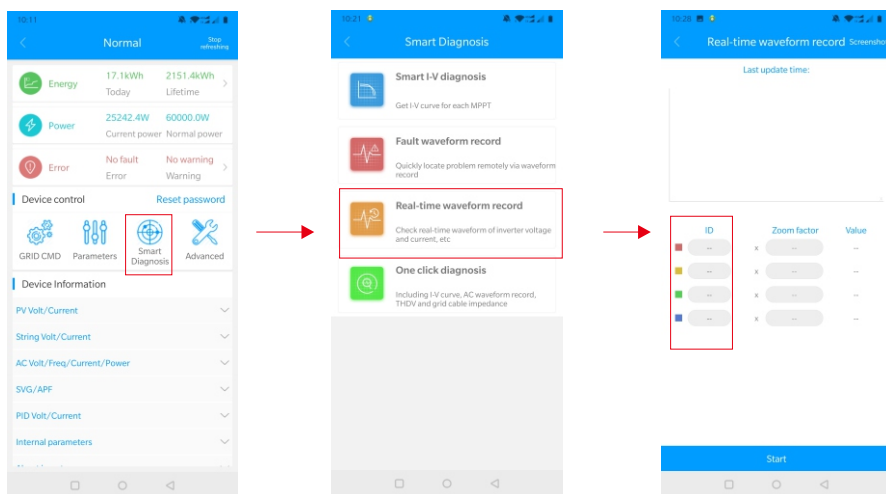 10:11
Normal
Stop
refreshing
Energy
17.1kWh
2151.4kWh
Today
Lifetime
Power
25242.4W
60000.0W
Current power
Normal power
Error
No fault
No warning
Error
Warning
Device control
Reset password
GRID CMD
Parameters
Smart
Diagnosis
Advanced
Device Information
PV Volt/Current
String Volt/Current
AC Volt/Freq/Current/Power
SVG/APF
PID Volt/Current
Internal parameters
10:21
Smart Diagnosis
Smart I-V diagnosis
Get I-V curve for each MPPT
Fault waveform record
Quickly locate problem remotely via waveform
record
Real-time waveform record
Check real-time waveform of inverter voltage
and current, etc
One click diagnosis
Including I-V curve, AC waveform record,
THDV and grid cable impedance
10:28
Real-time waveform record
Screenshot
Last update time:
ID
Zoom factor
Value
-- x -- --
-- x -- --
-- x -- --
-- x -- --
Start